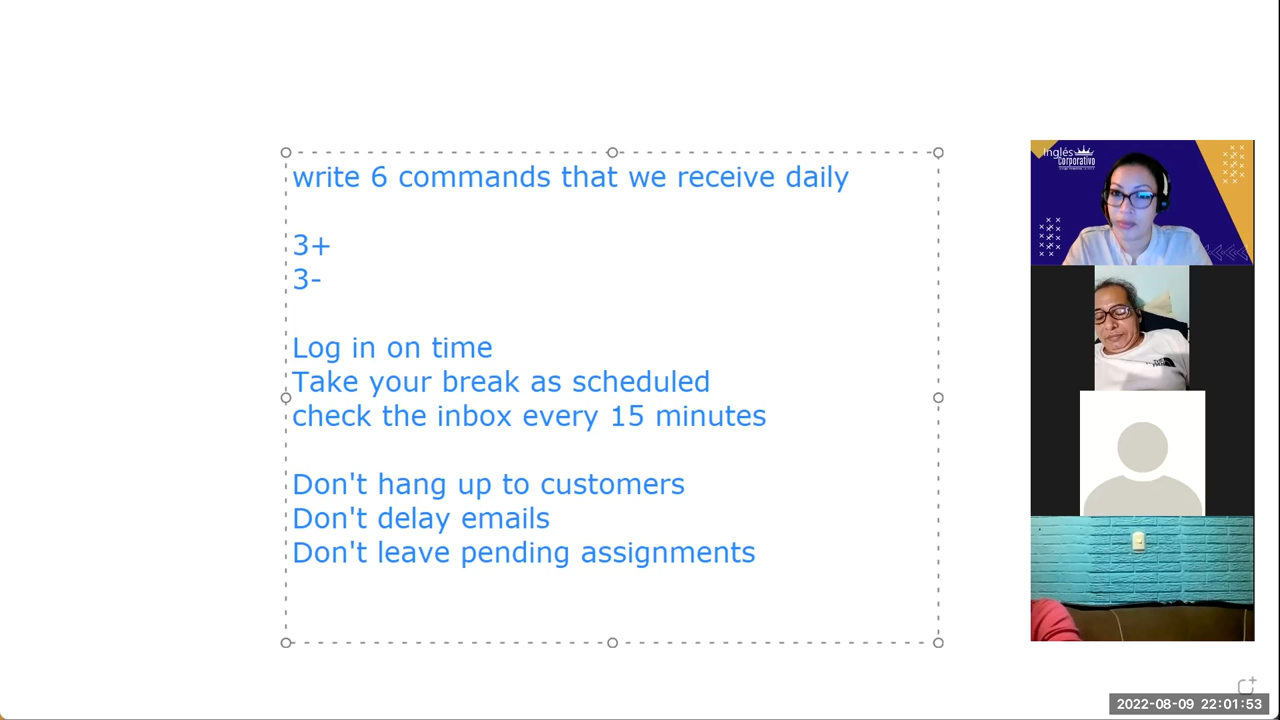 write 6 commands that we receive daily
3+
3-
Log in on time
Take your break as scheduled
check the inbox every 15 minutes
Don't hang up to customers
Don't delay emails
Don't leave pending assignments
Inglés
Corporativo
2022-08-09 22:01:53